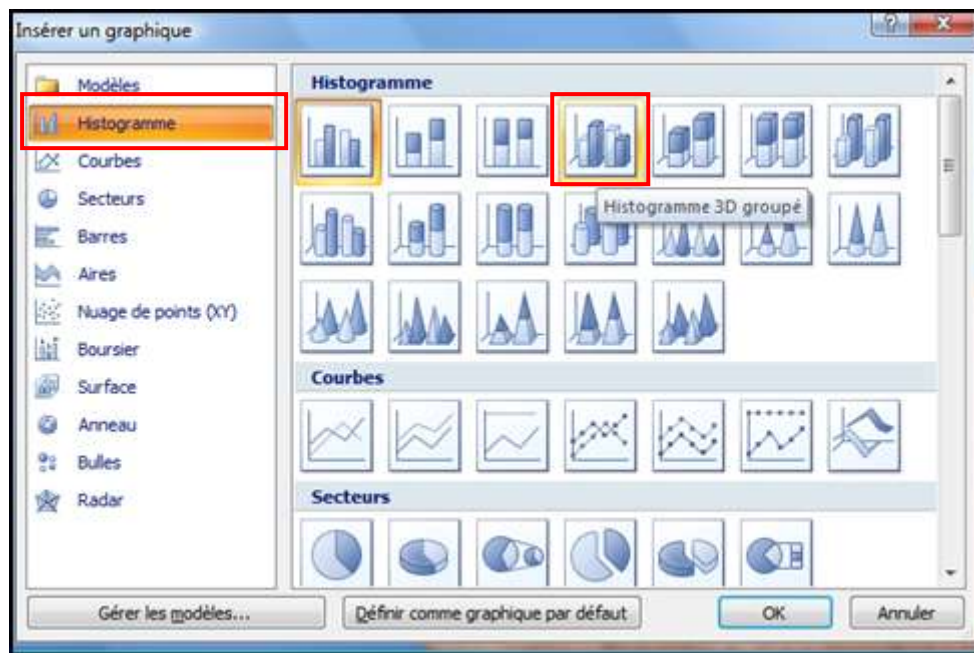 Insérer un graphique
Modèles
Histogramme
Courbes
Secteurs
Barres
Aires
Nuage de points (XY)
Boursier
Surface
Anneau
Bulles
Radar
Histogramme
Histogramme 3D groupé
Courbes
Secteurs
Gérer les modèles...
Définir comme graphique par défaut
OK
Annuler